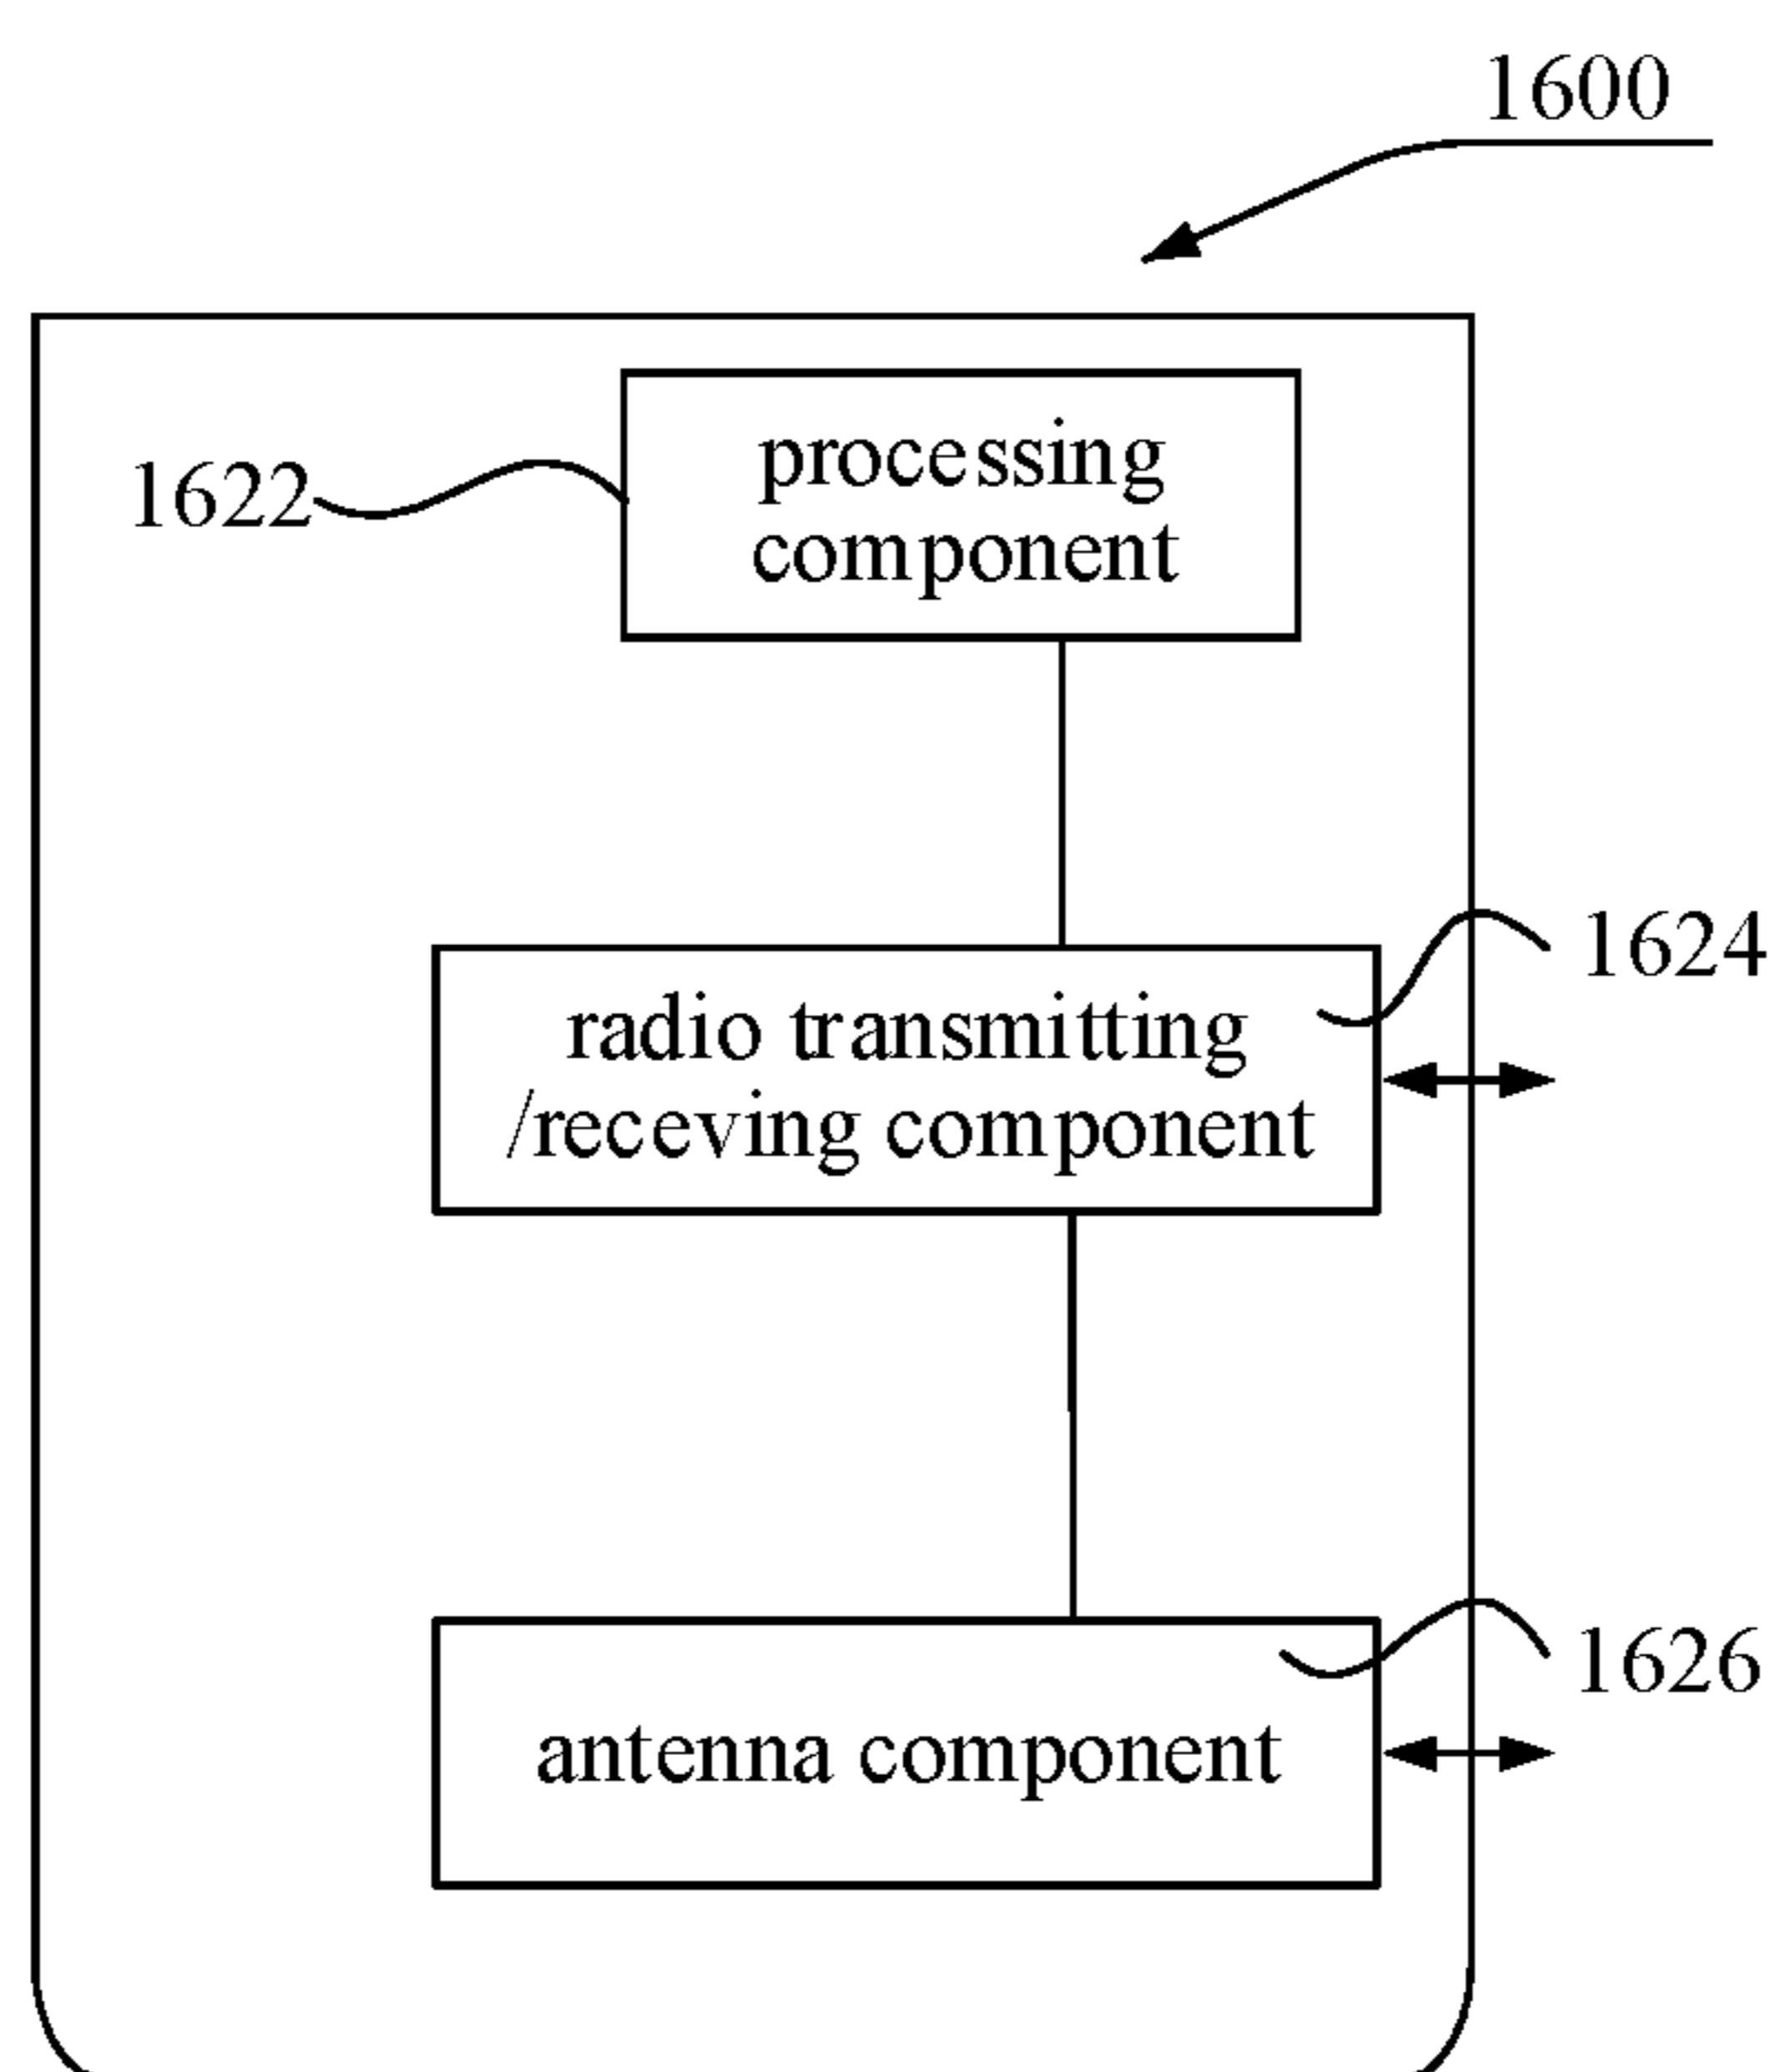 1600
processing
1622
component
1624
radio transmitting
/receving component
1626
antenna component